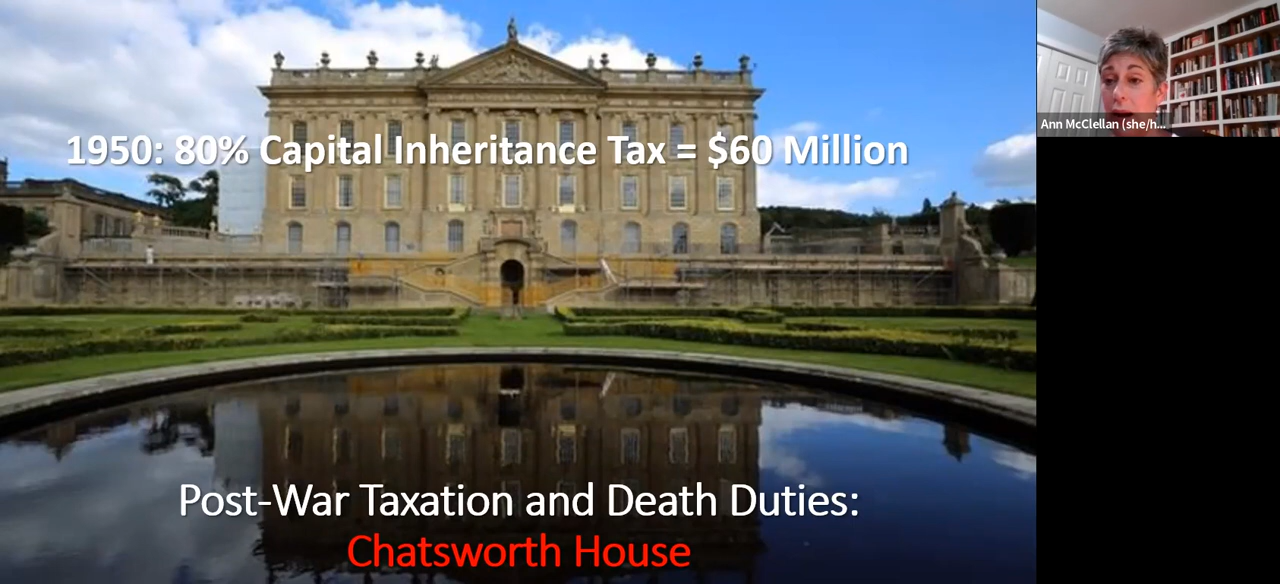 1950: 80% Capital Inheritance Tax = $60 Million
Ann McClellan (she/h...
Post-War Taxation and Death Duties:
Chatsworth House